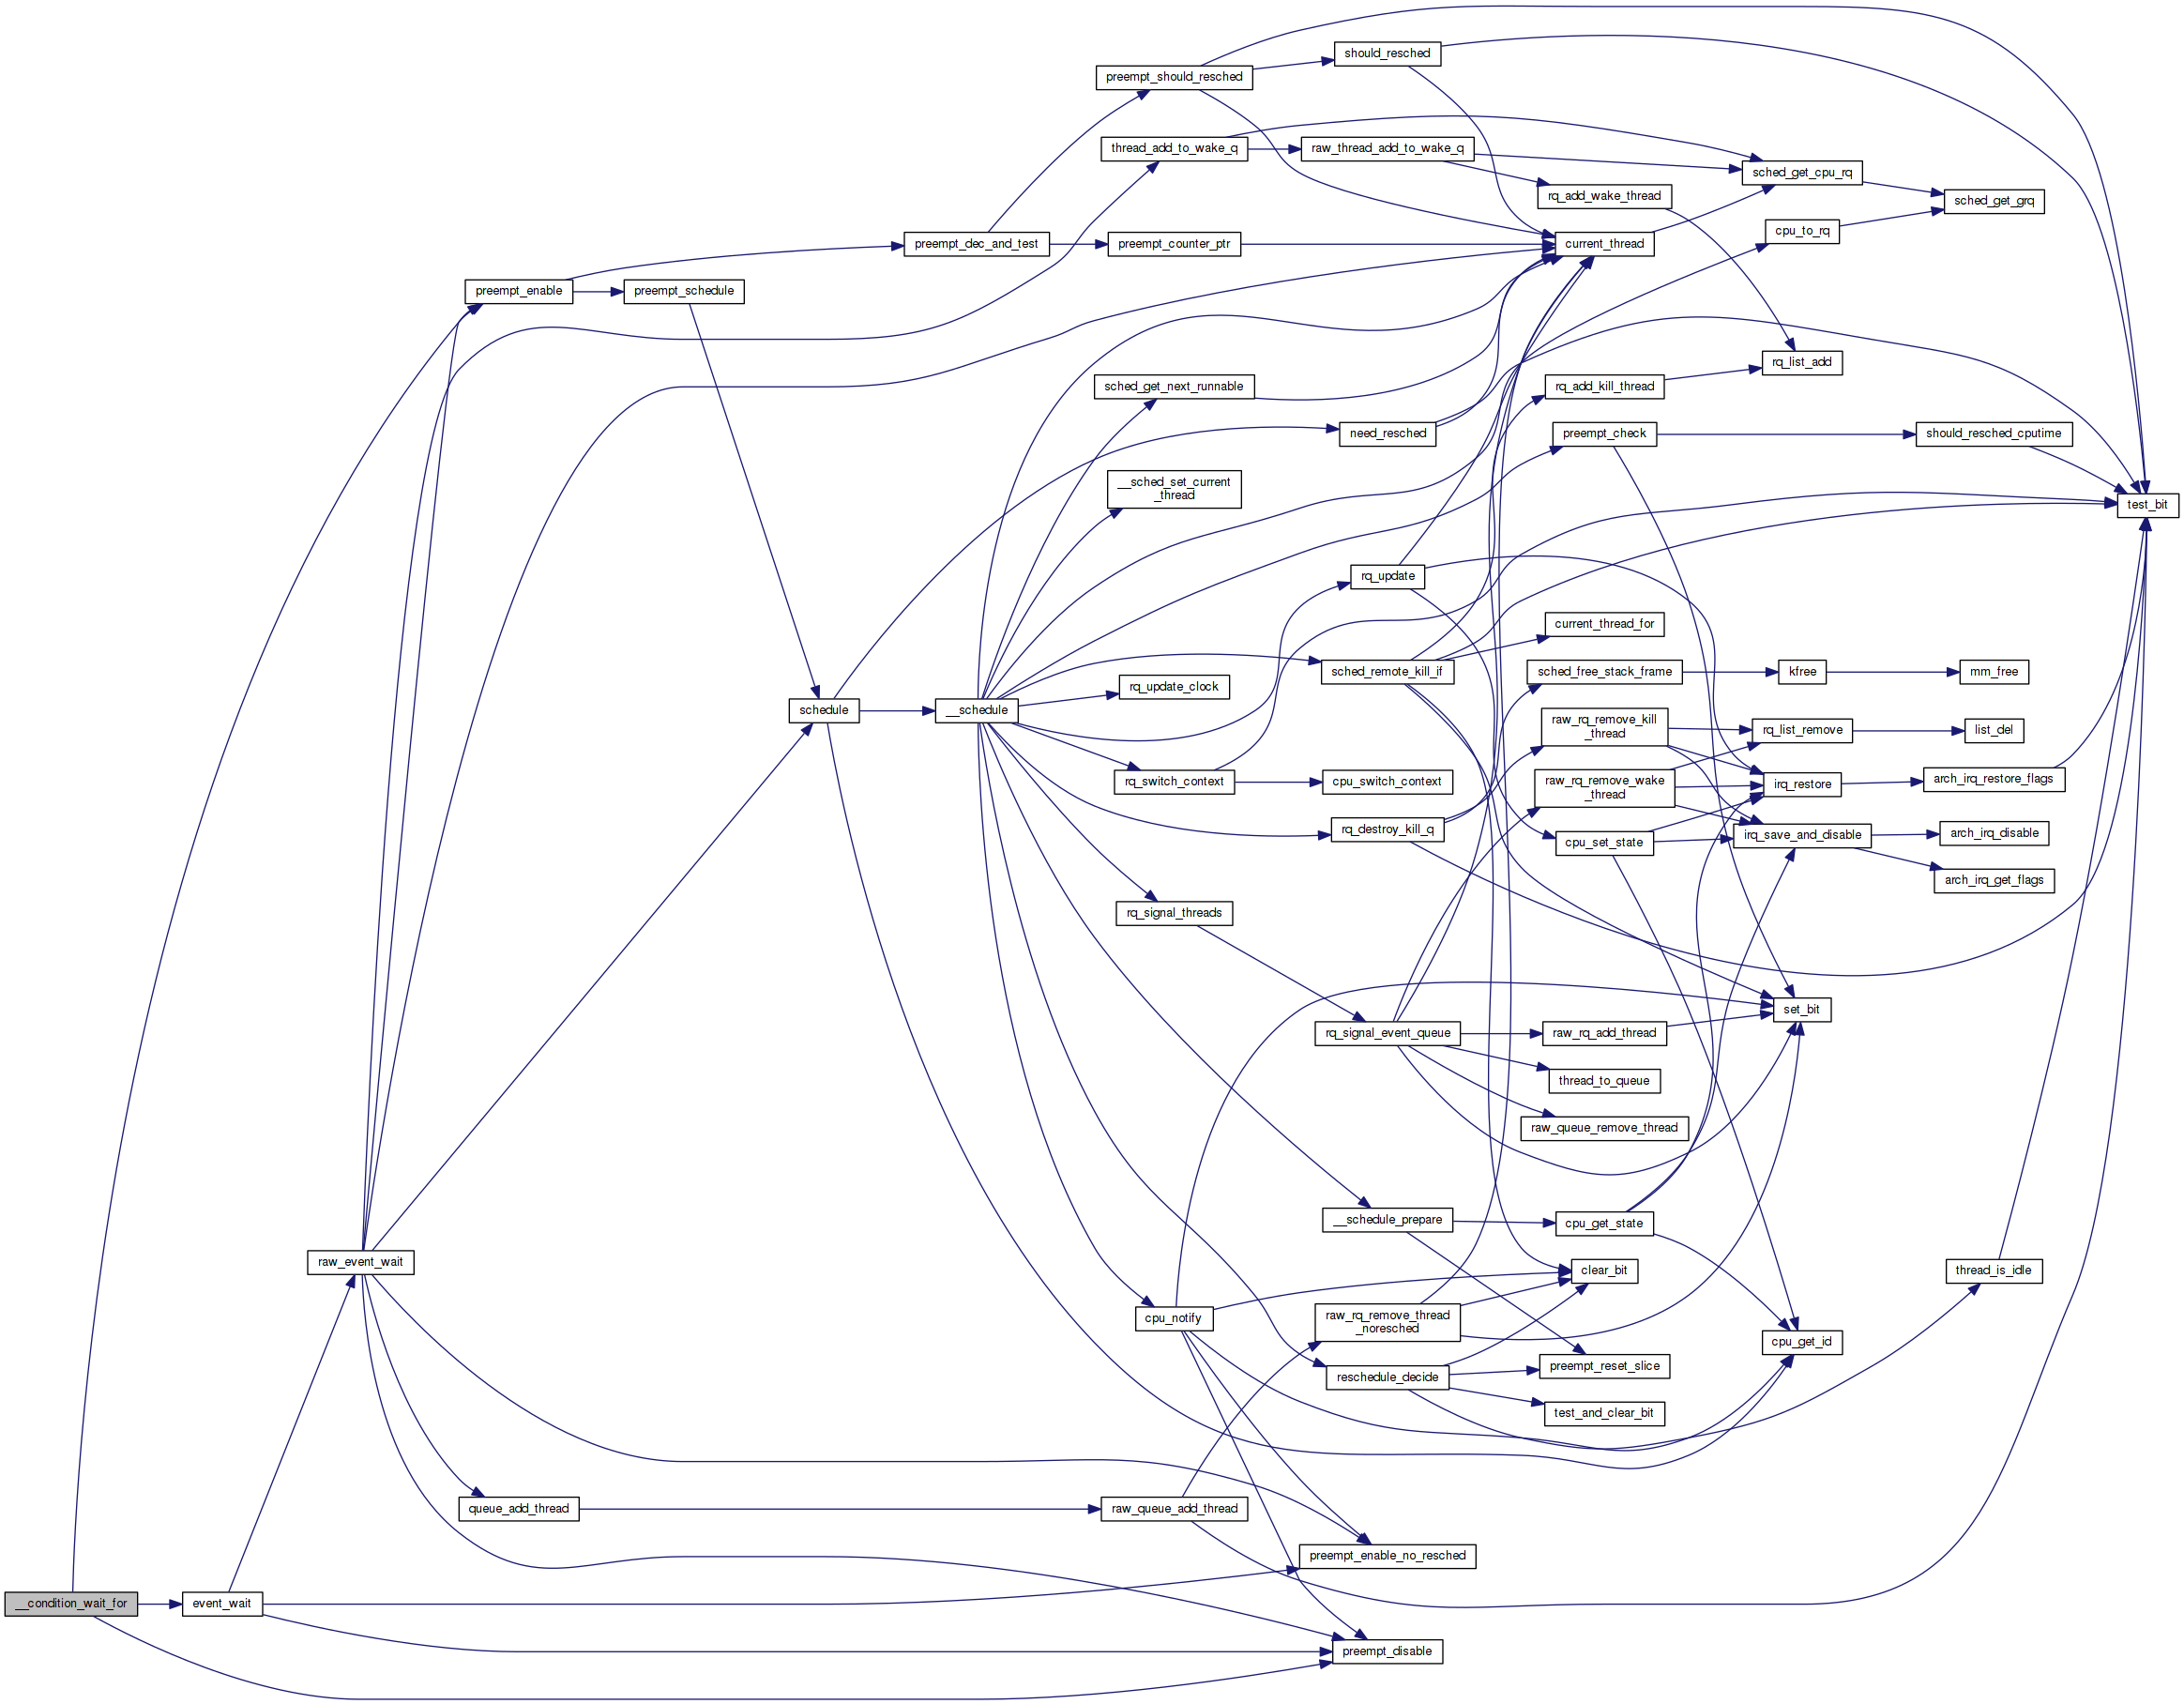 should_resched
preempt_should_resched
thread_add_to_wake_q
raw_thread_add_to_wake_q
sched_get_cpu_rq
rq_add_wake_thread
sched_get_grq
cpu_to_rq
preempt_dec_and_test
preempt_counter_ptr
current_thread
preempt_enable
preempt_schedule
rq_list_add
sched_get_next_runnable
rq_add_kill_thread
need_resched
preempt_check
should_resched_cputime
__sched_set_current
_thread
test_bit
rq_update
current_thread_for
sched_remote_kill_if
sched_free_stack_frame
kfree
mm_free
rq_update_clock
schedule
__schedule
raw_rq_remove_kill
_thread
rq_list_remove
list_del
rq_switch_context
cpu_switch_context
raw_rq_remove_wake
_thread
irq_restore
arch_irq_restore_flags
rq_destroy_kill_q
cpu_set_state
irq_save_and_disable
arch_irq_disable
arch_irq_get_flags
rq_signal_threads
set_bit
rq_signal_event_queue
raw_rq_add_thread
thread_to_queue
raw_queue_remove_thread
__schedule_prepare
cpu_get_state
raw_event_wait
clear_bit
thread_is_idle
cpu_notify
raw_rq_remove_thread
_noresched
cpu_get_id
reschedule_decide
preempt_reset_slice
test_and_clear_bit
queue_add_thread
raw_queue_add_thread
preempt_enable_no_resched
__condition_wait_for
event_wait
preempt_disable